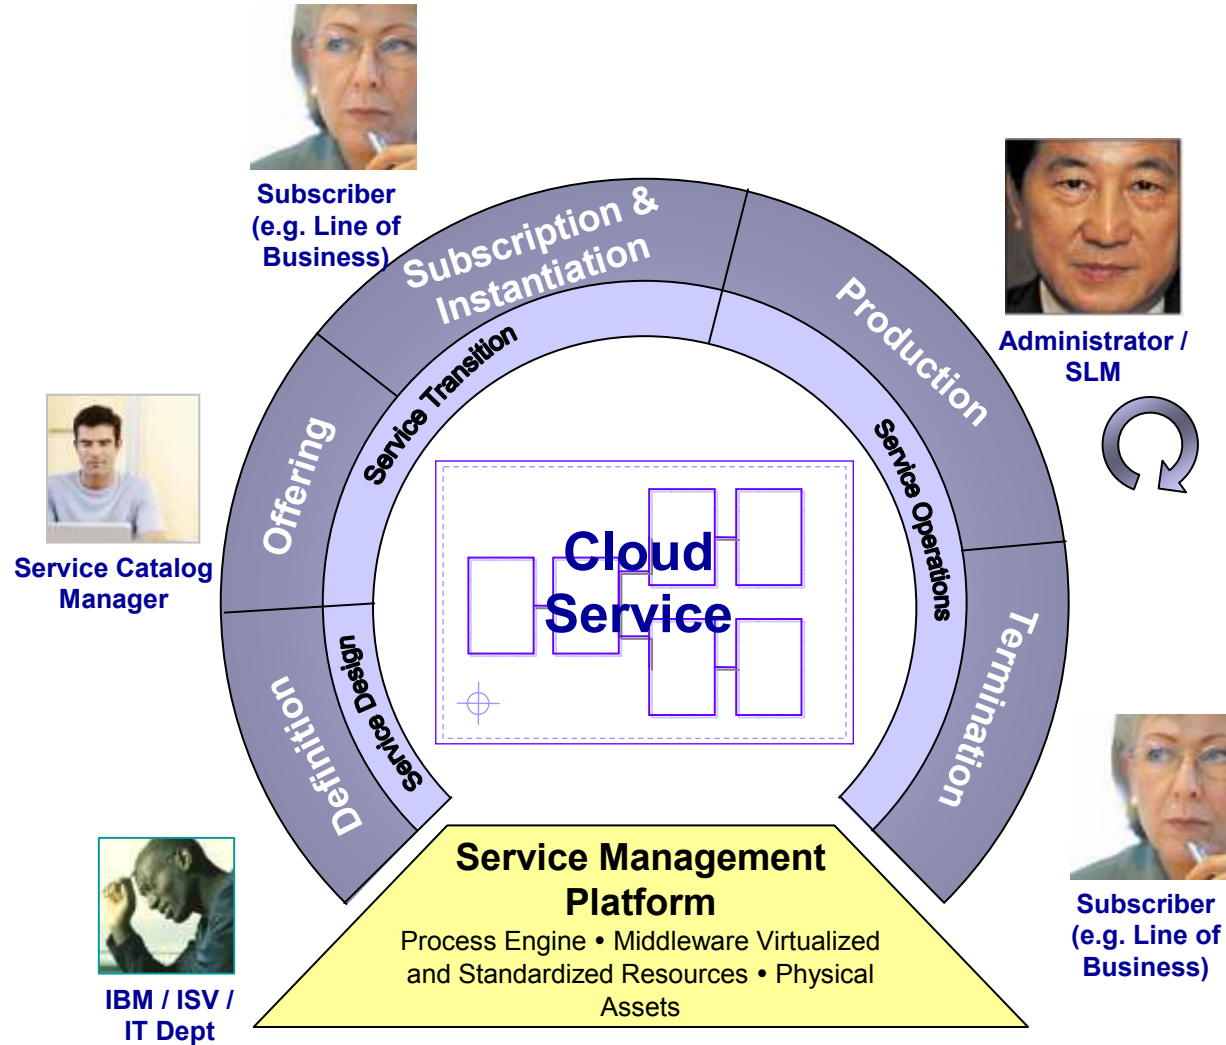 Subscriber
(e.g. Line of
Business)
Subscription &
Instantiation
Production
Administrator /
SLM
Service Transition
Offering
Service Operations
Service Catalog
Manager
Cloud
Service
Service Design
Definition
Termination
Service Management
Platform
Process Engine • Middleware Virtualized
and Standardized Resources • Physical
Assets
IBM / ISV /
IT Dept
Subscriber
(e.g. Line of
Business)